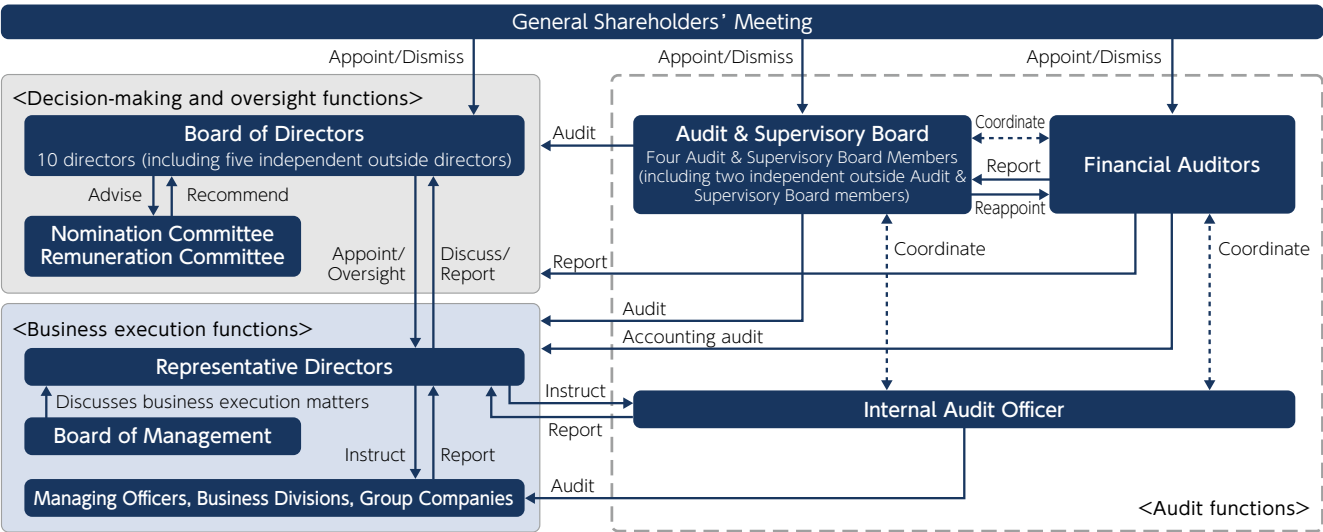 General Shareholders' Meeting
Appoint/Dismiss
Appoint/Dismiss
Appoint/Dismiss
<Decision-making and oversight functions>
Board of Directors
10 directors (including five independent outside directors)
Advise
Recommend
Nomination Committee
Remuneration Committee
Appoint/
Oversight
Discuss/
Report
Audit
Audit & Supervisory Board
Four Audit & Supervisory Board Members
(including two independent outside Audit &
Supervisory Board members)
Coordinate
Report
Reappoint
Financial Auditors
Coordinate
Coordinate
Report
Audit
Accounting audit
<Business execution functions>
Representative Directors
Discusses business execution matters
Board of Management
Instruct
Report
Instruct
Report
Internal Audit Officer
Managing Officers, Business Divisions, Group Companies
Audit
<Audit functions>